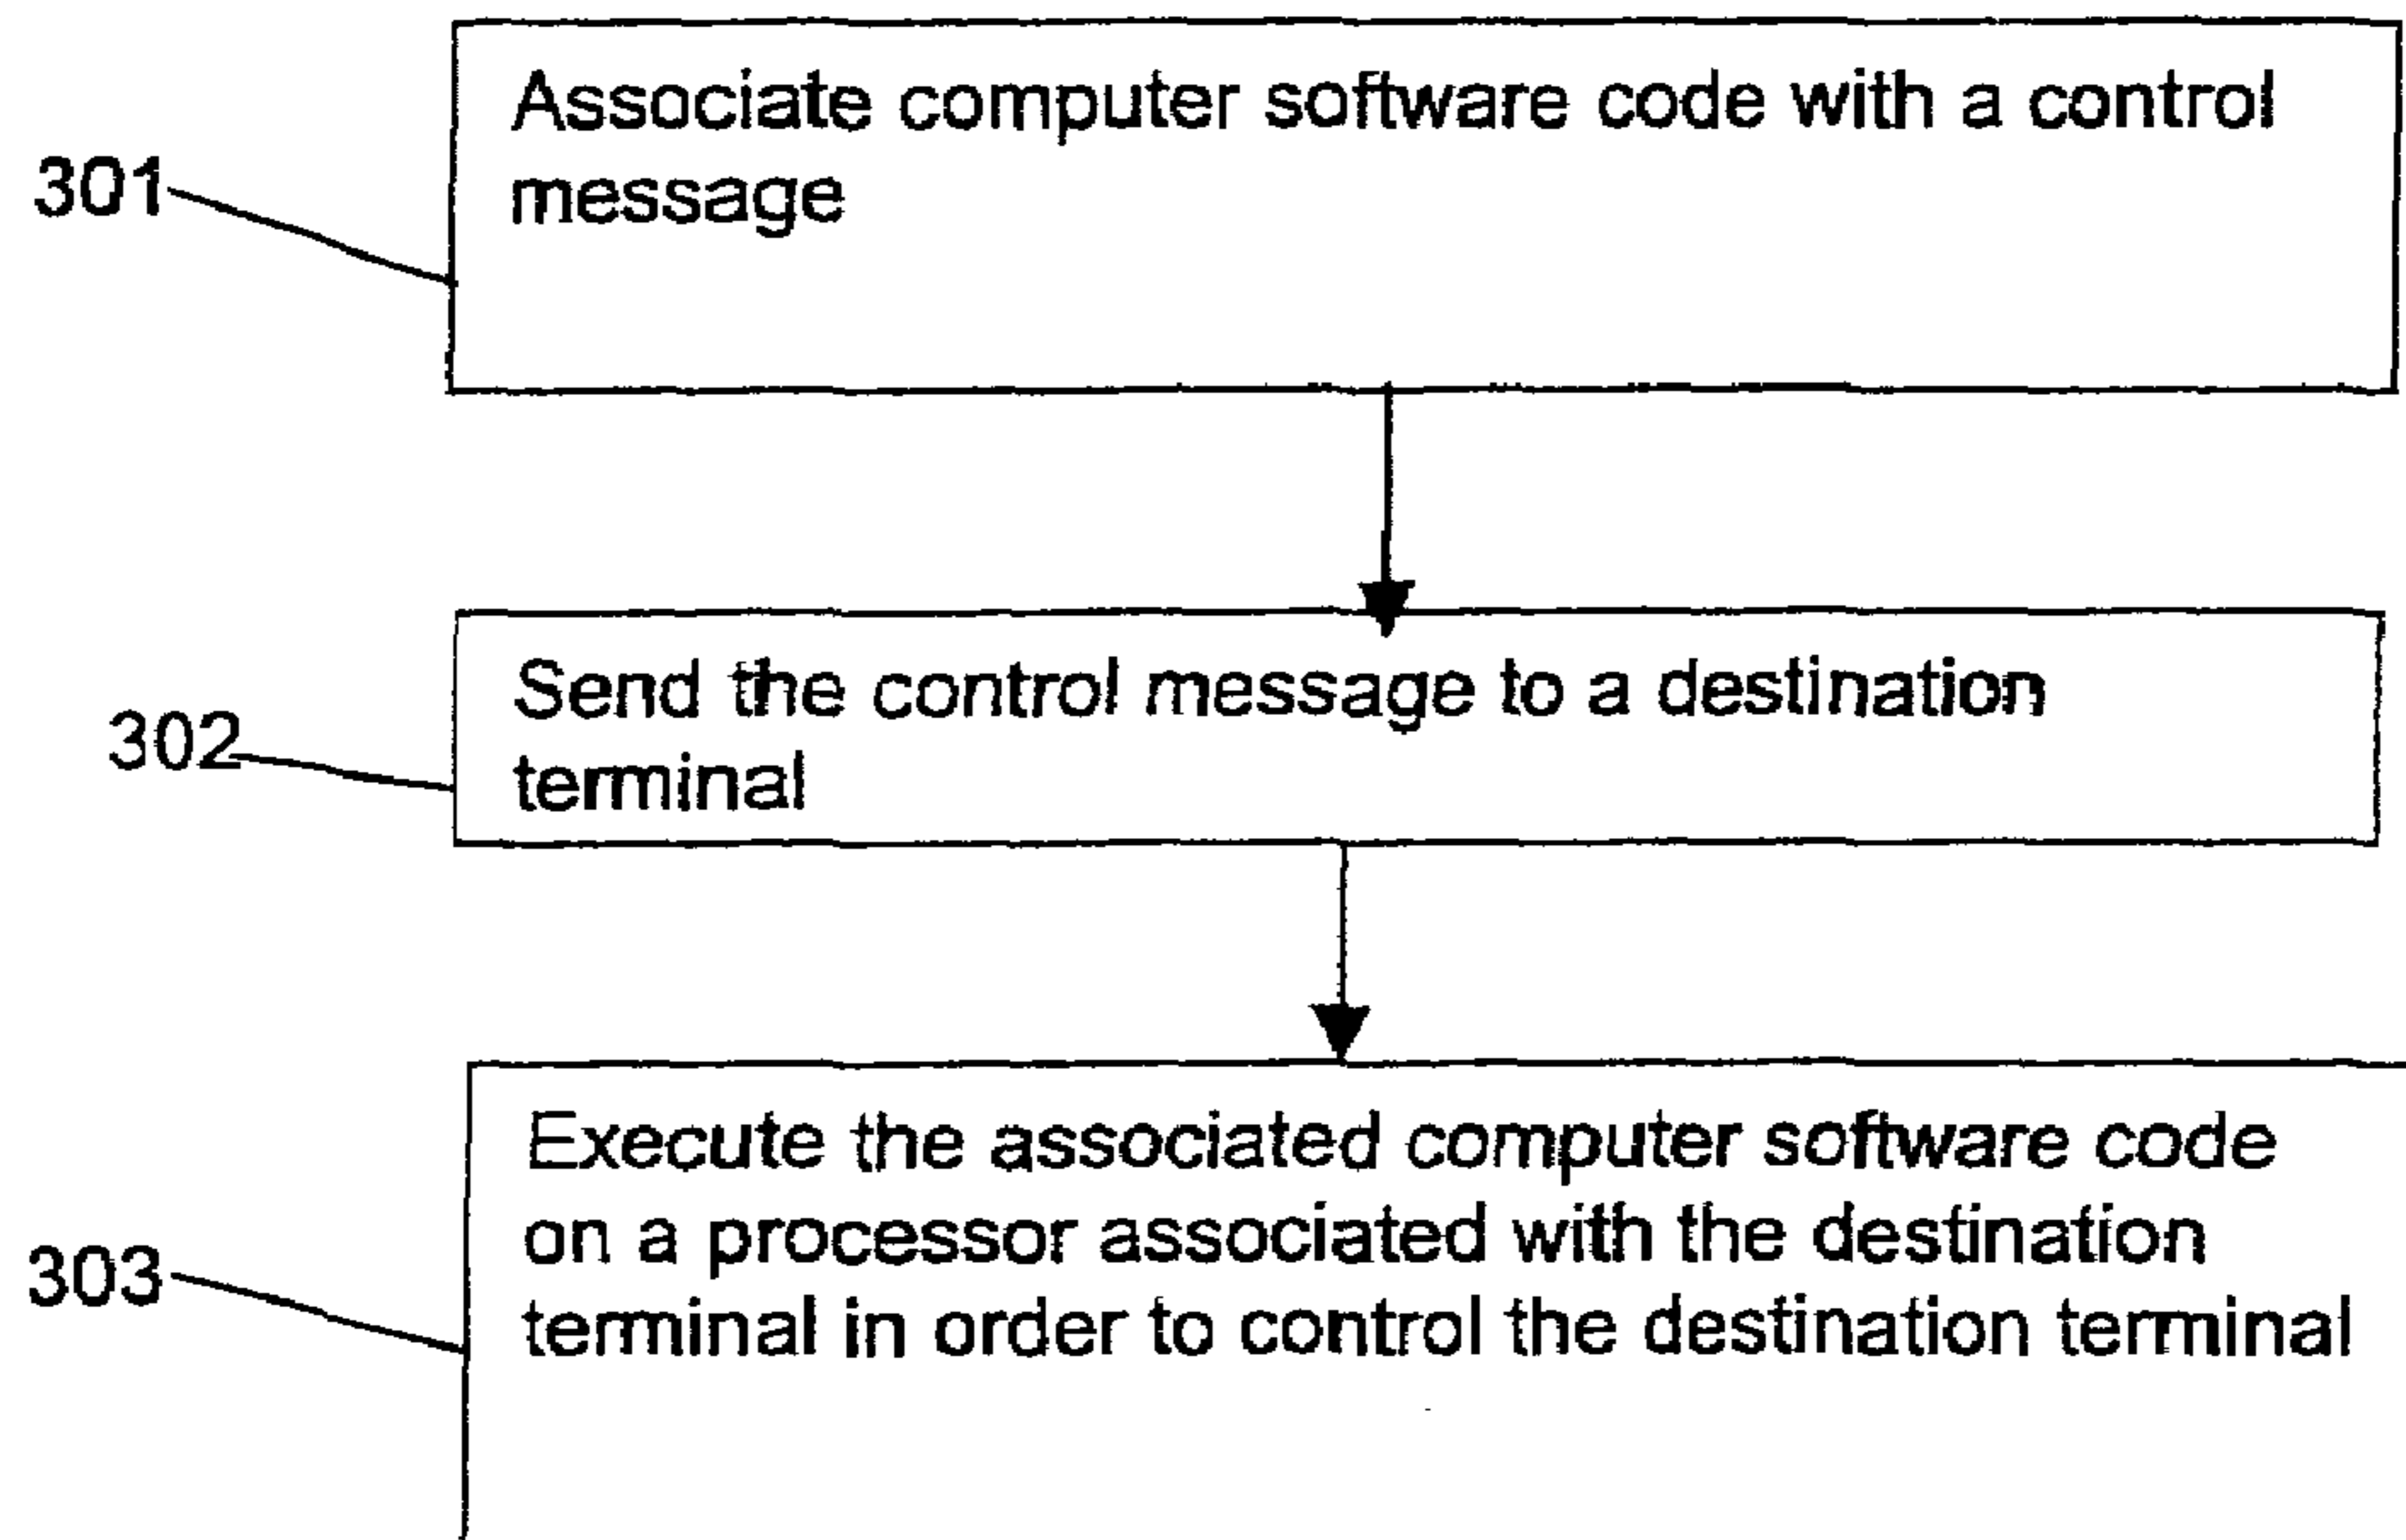 Associate computer software code with a control
message
301
Send the control message to a destination
terminal
302
Execute the associated computer software code
on a processor associated with the destination
terminal in order to control the destination terminal
303